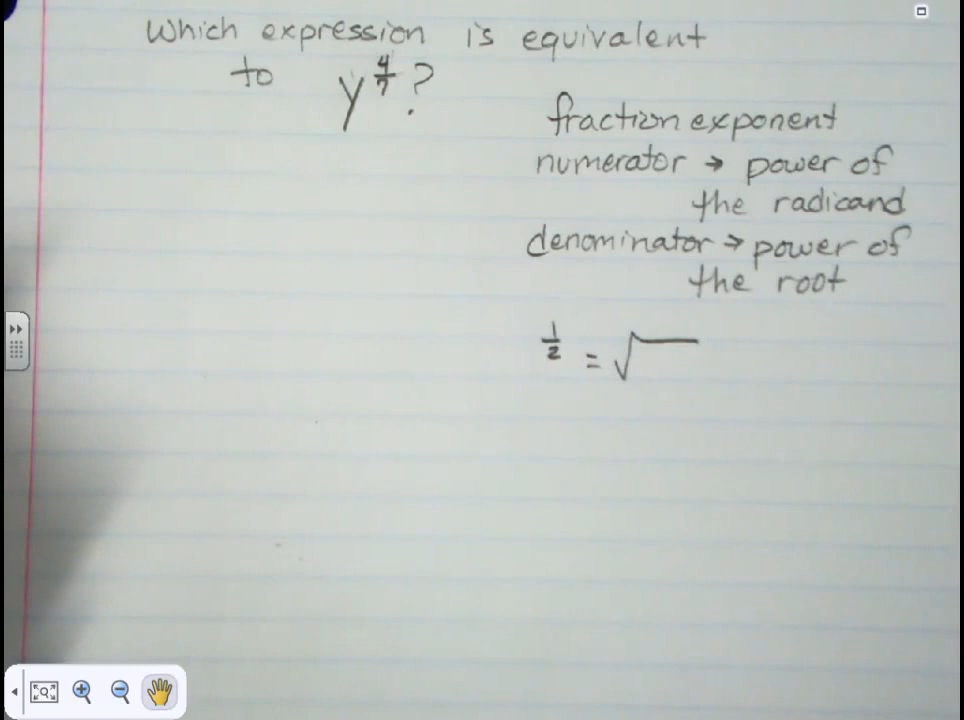 Which expression is equivalent
to y^(4/7)?
fraction exponent
numerator → power of
the radicand
denominator → power of
the root
1/2 = √